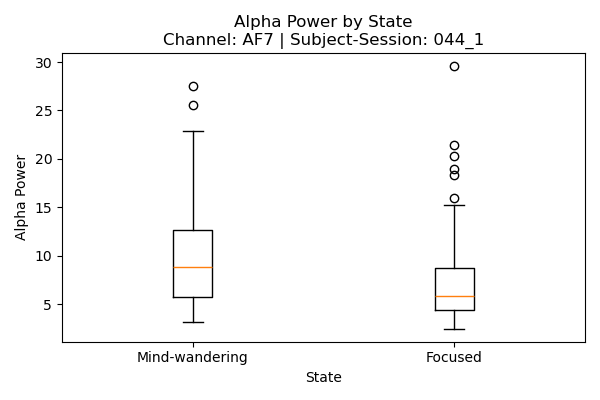 Alpha Power by State
Channel: AF7 | Subject-Session: 044_1
30
25
20
15
10
5
Alpha Power
Mind-wandering
Focused
State